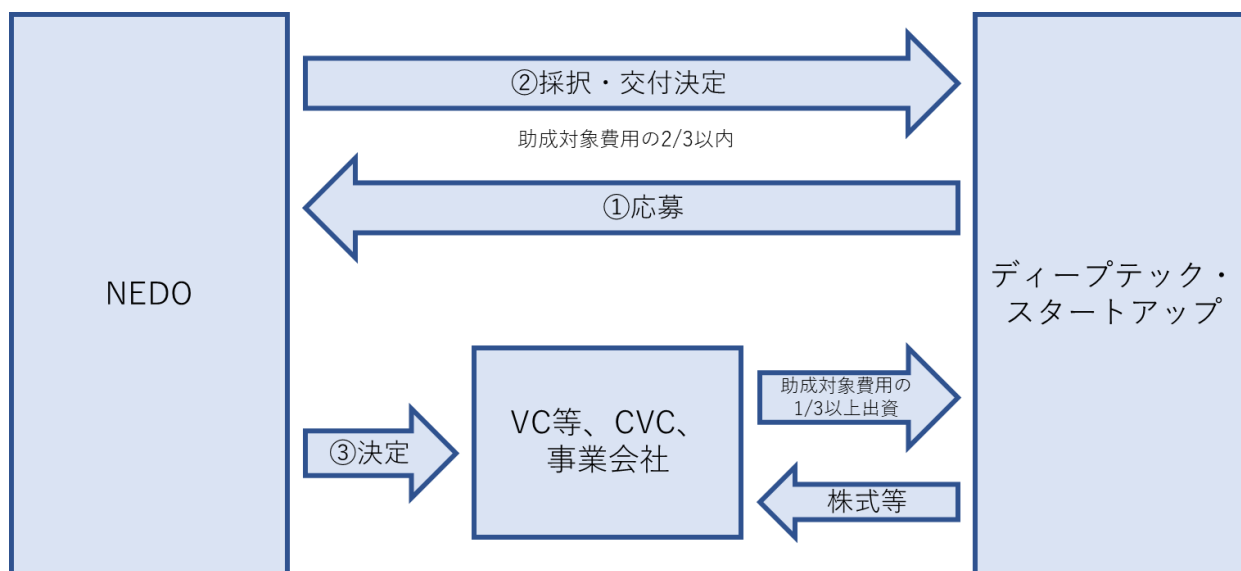 ②採択・交付決定
助成対象費用の2/3以内
①応募
NEDO
ディープテック・
スタートアップ
VC等、CVC、
事業会社
助成対象費用の
1/3以上出資
③決定
株式等